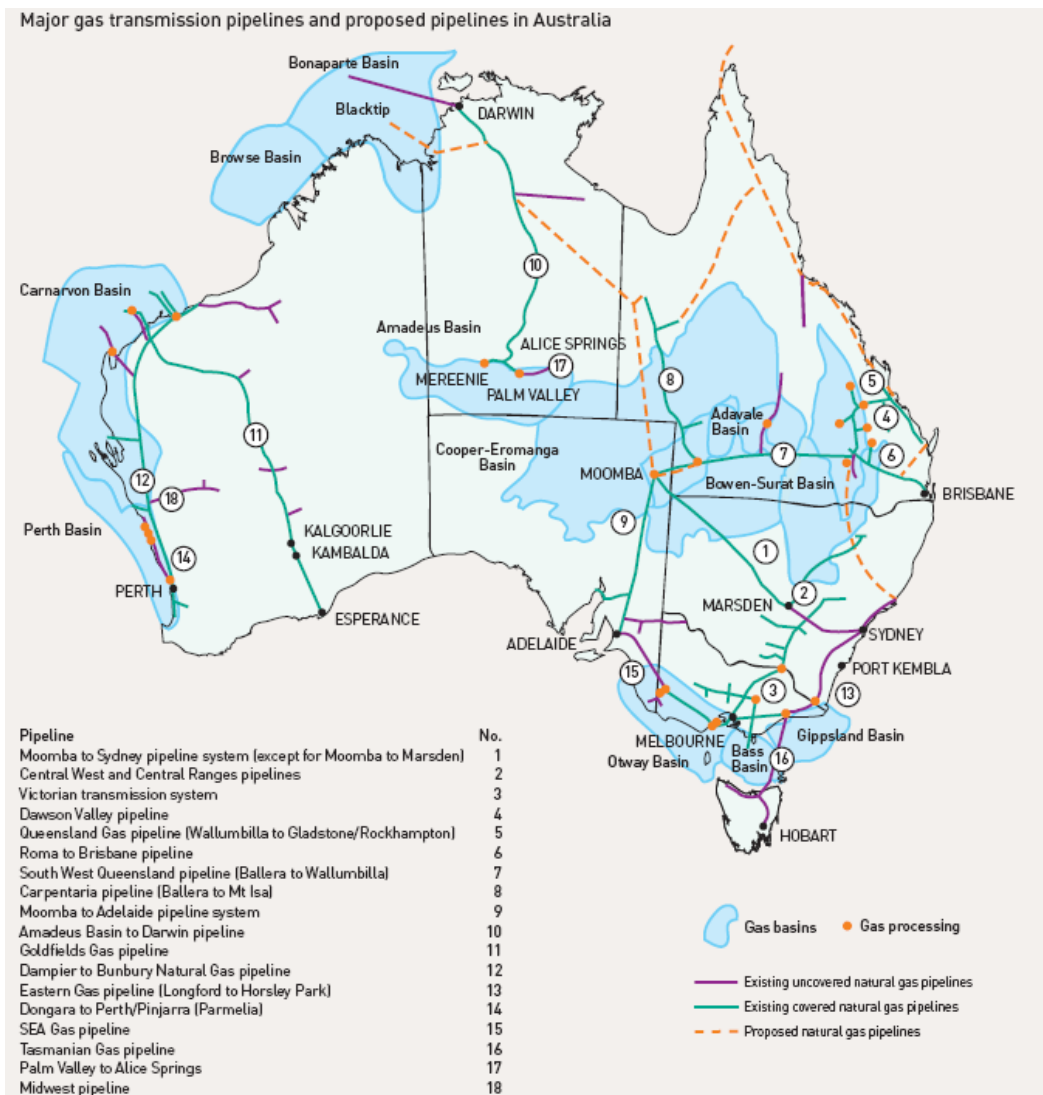 Major gas transmission pipelines and proposed pipelines in Australia
Bonaparte Basin
Blacktip
DARWIN
Browse Basin
10
Carnarvon Basin
Amadeus Basin
ALICE SPRINGS
17
MEREENIE
PALM VALLEY
8
5
4
Adavale
Basin
11
Cooper-Eromanga
Basin
7
6
MOOMBA
Bowen-Surat Basin
12
18
BRISBANE
Perth Basin
9
KALGOORLIE
KAMBALDA
1
14
PERTH
2
MARSDEN
ESPERANCE
SYDNEY
ADELAIDE
PORT KEMBLA
15
3
13
MELBOURNE
Gippsland Basin
Otway Basin
Bass
Basin
16
HOBART
Pipeline No.
Moomba to Sydney pipeline system (except for Moomba to Marsden) 1
Central West and Central Ranges pipelines 2
Victorian transmission system 3
Dawson Valley pipeline 4
Queensland Gas pipeline (Wallumbilla to Gladstone/Rockhampton) 5
Roma to Brisbane pipeline 6
South West Queensland pipeline (Ballera to Wallumbilla) 7
Carpentaria pipeline (Ballera to Mt Isa) 8
Moomba to Adelaide pipeline system 9
Amadeus Basin to Darwin pipeline 10
Goldfields Gas pipeline 11
Dampier to Bunbury Natural Gas pipeline 12
Eastern Gas pipeline (Longford to Horsley Park) 13
Dongara to Perth/Pinjarra (Parmelia) 14
SEA Gas pipeline 15
Tasmanian Gas pipeline 16
Palm Valley to Alice Springs 17
Midwest pipeline 18
Gas basins
Gas processing
Existing uncovered natural gas pipelines
Existing covered natural gas pipelines
Proposed natural gas pipelines